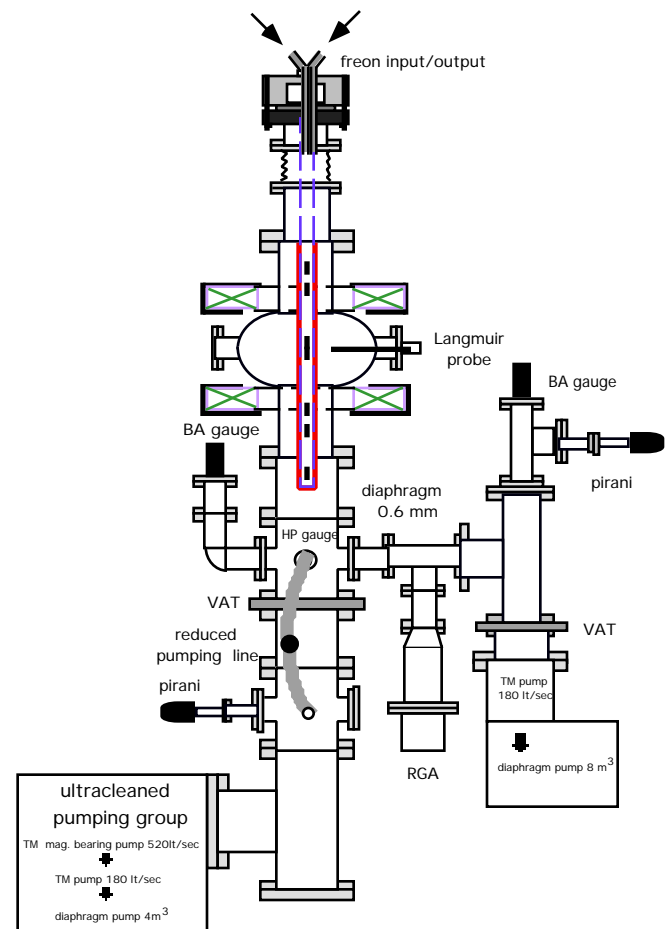 freon input/output
Langmuir
probe
BA gauge
BA gauge
pirani
diaphragm
0.6 mm
HP gauge
VAT
VAT
reduced
pumping line
pirani
TM pump
180 lt/sec
diaphragm pump 8 m3
RGA
ultracleaned
pumping group
TM mag. bearing pump 520lt/sec
TM pump 180 lt/sec
diaphragm pump 4m3